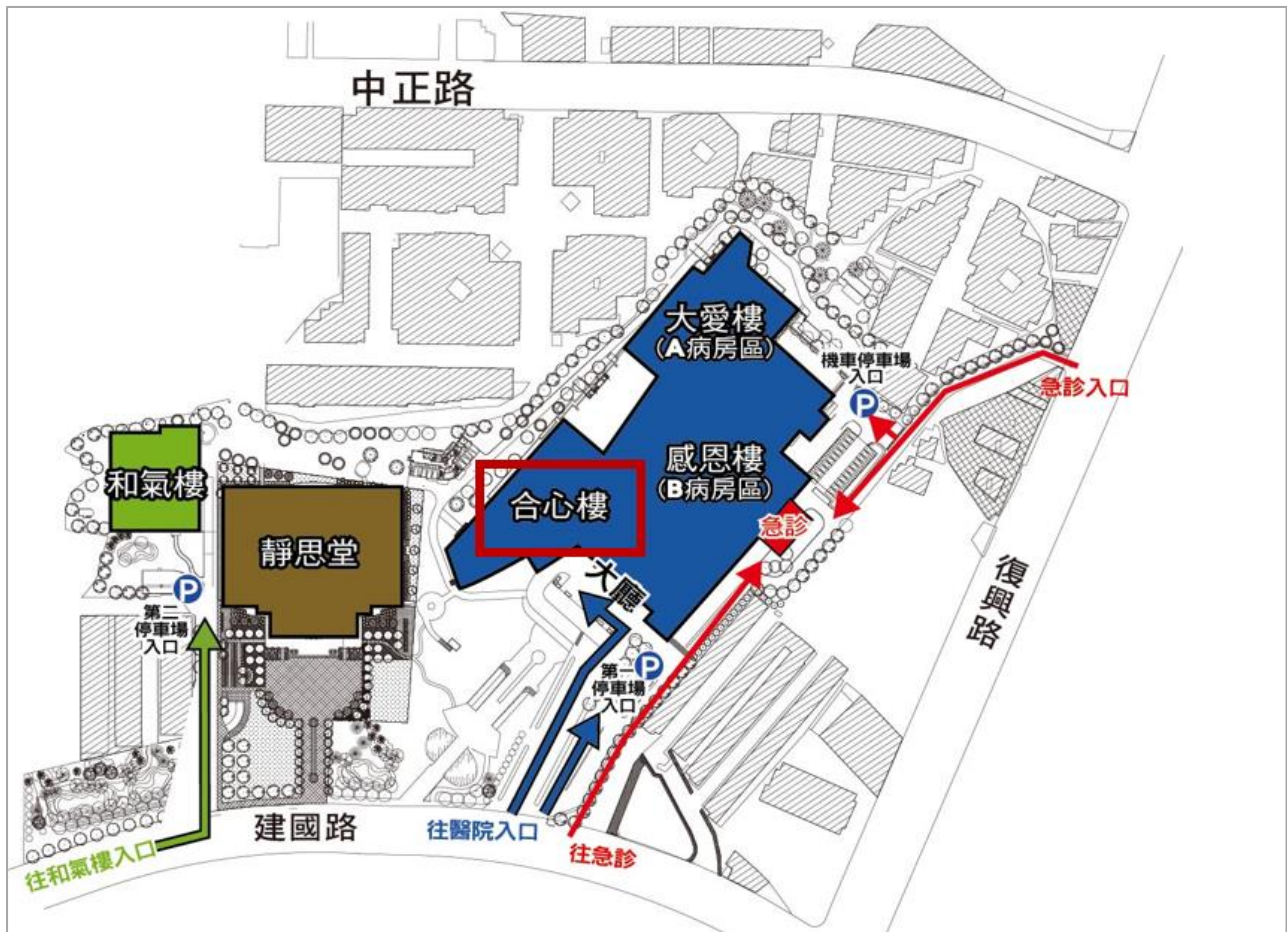 中正路
大愛樓
(A病房區)
機車停車場
入口
急診入口
感恩樓
(B病房區)
和氣樓
合心樓
靜思堂
急診
大廳
復興路
第二
停車場
入口
第一
停車場
入口
建國路
往醫院入口
往急診
往和氣樓入口
P
P
P